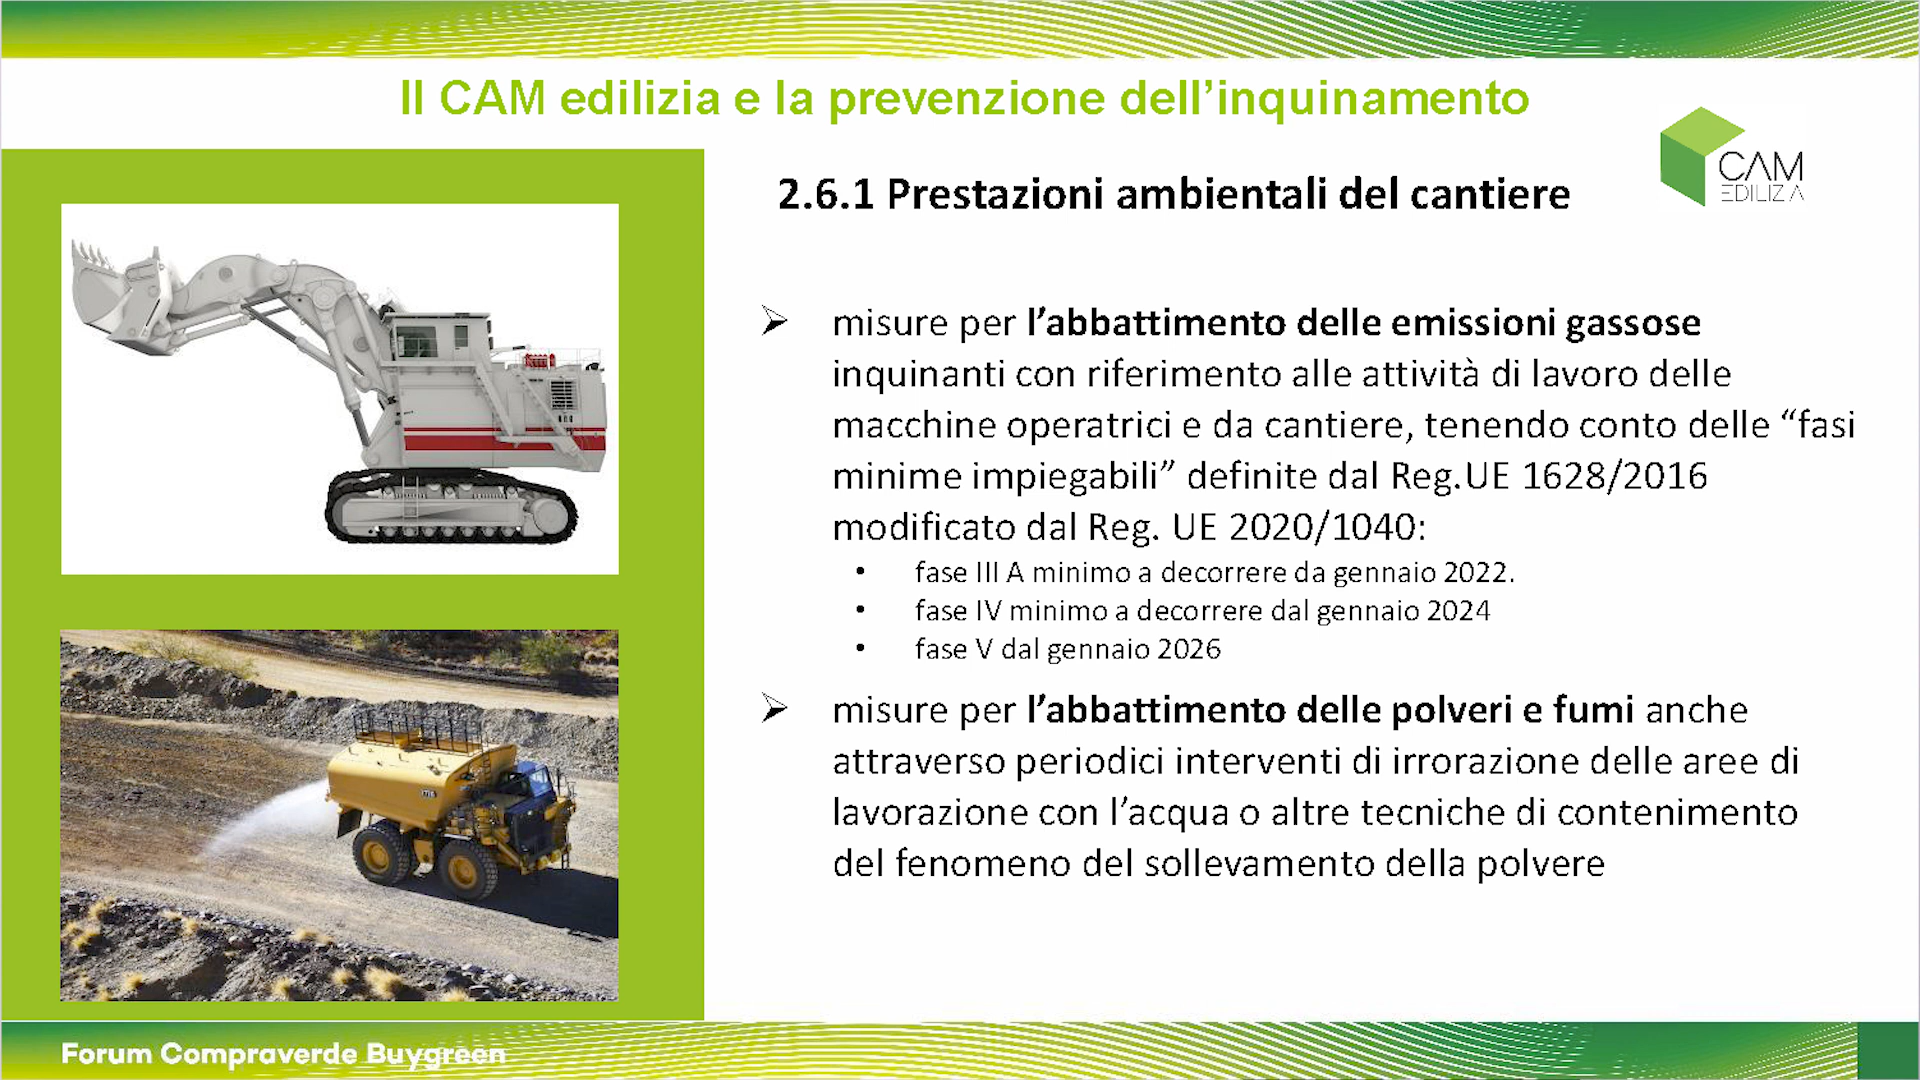 Il CAM edilizia e la prevenzione dell’inquinamento
CAM
EDILIZIA
2.6.1 Prestazioni ambientali del cantiere
➢ misure per l’abbattimento delle emissioni gassose
inquinanti con riferimento alle attività di lavoro delle
macchine operatrici e da cantiere, tenendo conto delle “fasi
minime impiegabili” definite dal Reg.UE 1628/2016
modificato dal Reg. UE 2020/1040:
• fase III A minimo a decorrere da gennaio 2022.
• fase IV minimo a decorrere dal gennaio 2024
• fase V dal gennaio 2026
➢ misure per l’abbattimento delle polveri e fumi anche
attraverso periodici interventi di irrorazione delle aree di
lavorazione con l’acqua o altre tecniche di contenimento
del fenomeno del sollevamento della polvere
Forum Compraverde Buygreen